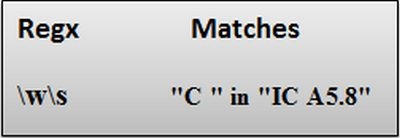 Regx Matches
\w\s "C " in "IC A5.8"